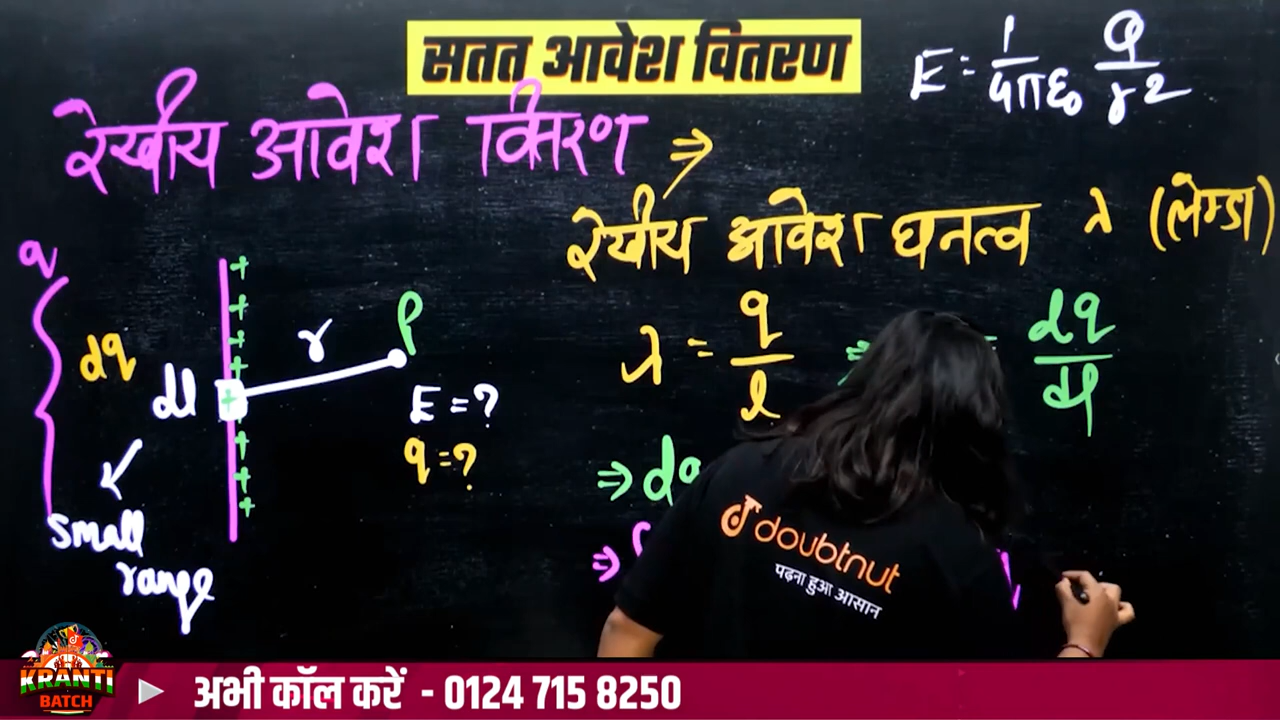 सतत आवेश वितरण
E = 1/4πε₀ Q/r2
रेखीय आवेश वितरण ⇒
रेखीय आवेश घनत्व λ (लेम्डा)
q
dq
dl
r
P
E = ?
q = ?
small
range
λ = q/l
⇒ = dq/dl
⇒ dq
⇒
doubtnut
पढ़ना हुआ आसान
KRANTI
BATCH
अभी कॉल करें - 0124 715 8250